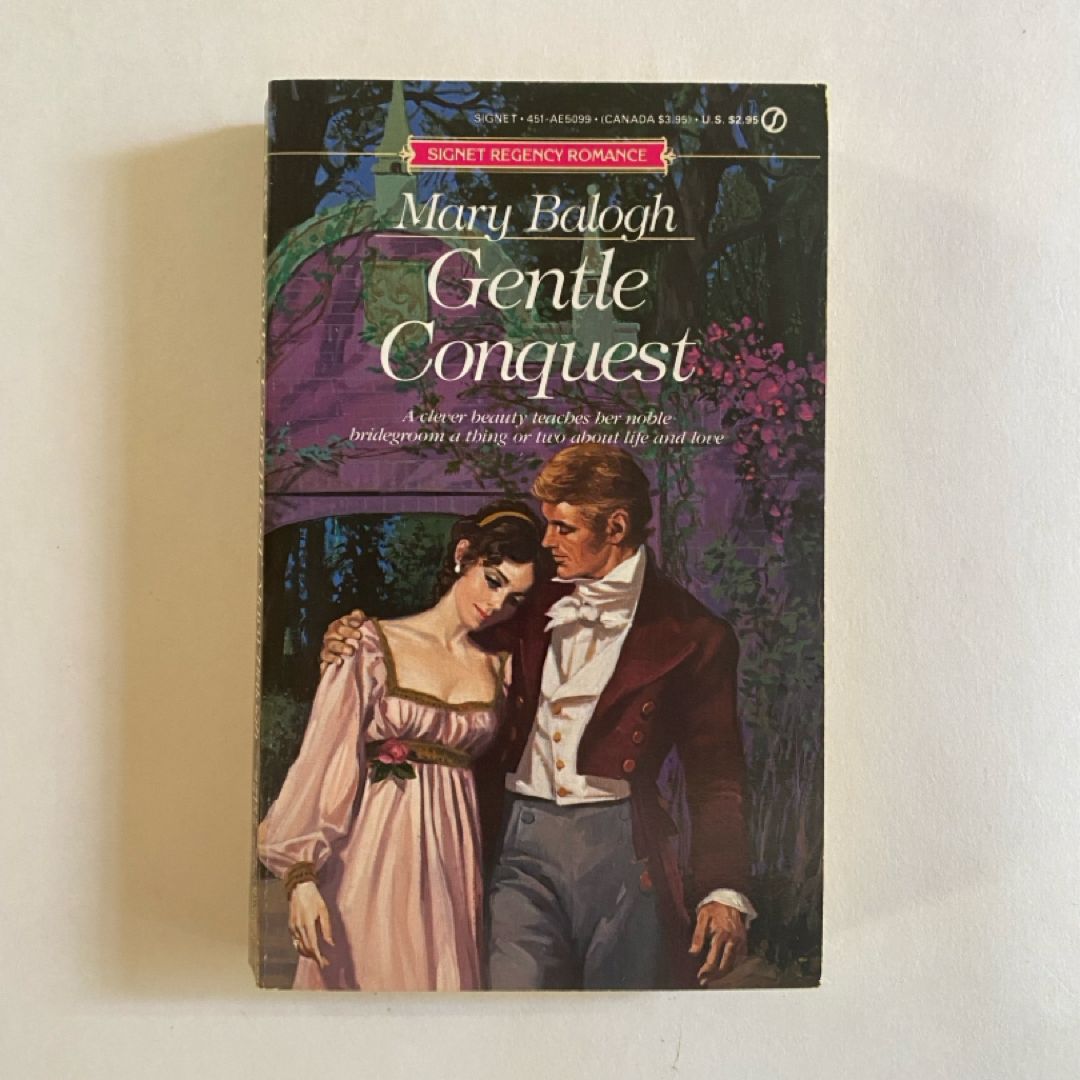 SIGNET • 451-AE5099 • (CANADA $3.95) • U.S. $2.95
SIGNET REGENCY ROMANCE
Mary Balogh
Gentle
Conquest
A clever beauty teaches her noble
bridegroom a thing or two about life and love